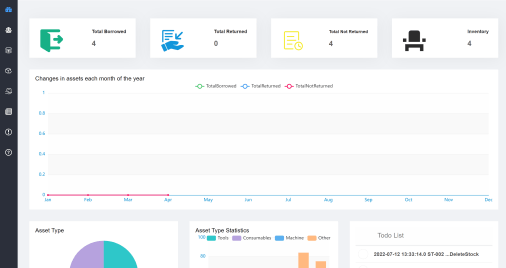 Total Borrowed
4
Total Returned
0
Total Not Returned
4
Inventory
4
Changes in assets each month of the year
TotalBorrowed TotalReturned TotalNotReturned
1
0.8
0.6
0.4
0.2
0
Jan Feb Mar Apr May Jun Jul Aug Sep Oct Nov Dec
Asset Type
Asset Type Statistics
Tools Consumables Machine Other
100
80
Todo List
2022-07-12 13:33:14.0 ST-002 ...DeleteStock